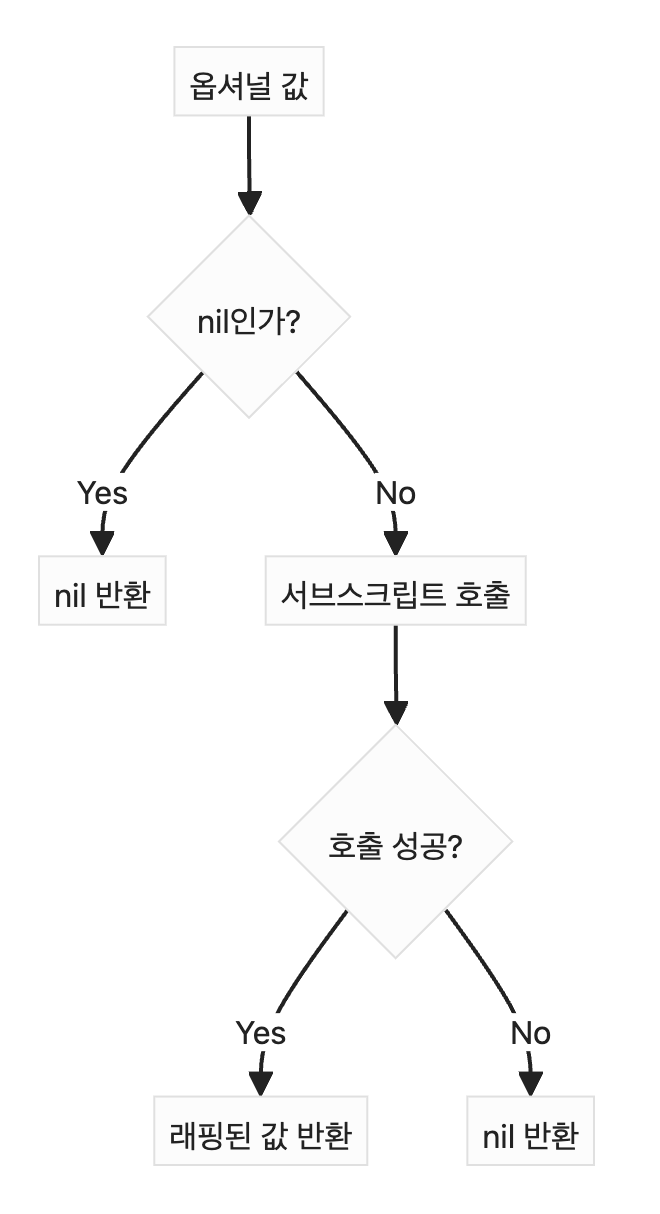 옵셔널 값
nil인가?
Yes
No
nil 반환
서브스크립트 호출
호출 성공?
Yes
No
래핑된 값 반환
nil 반환